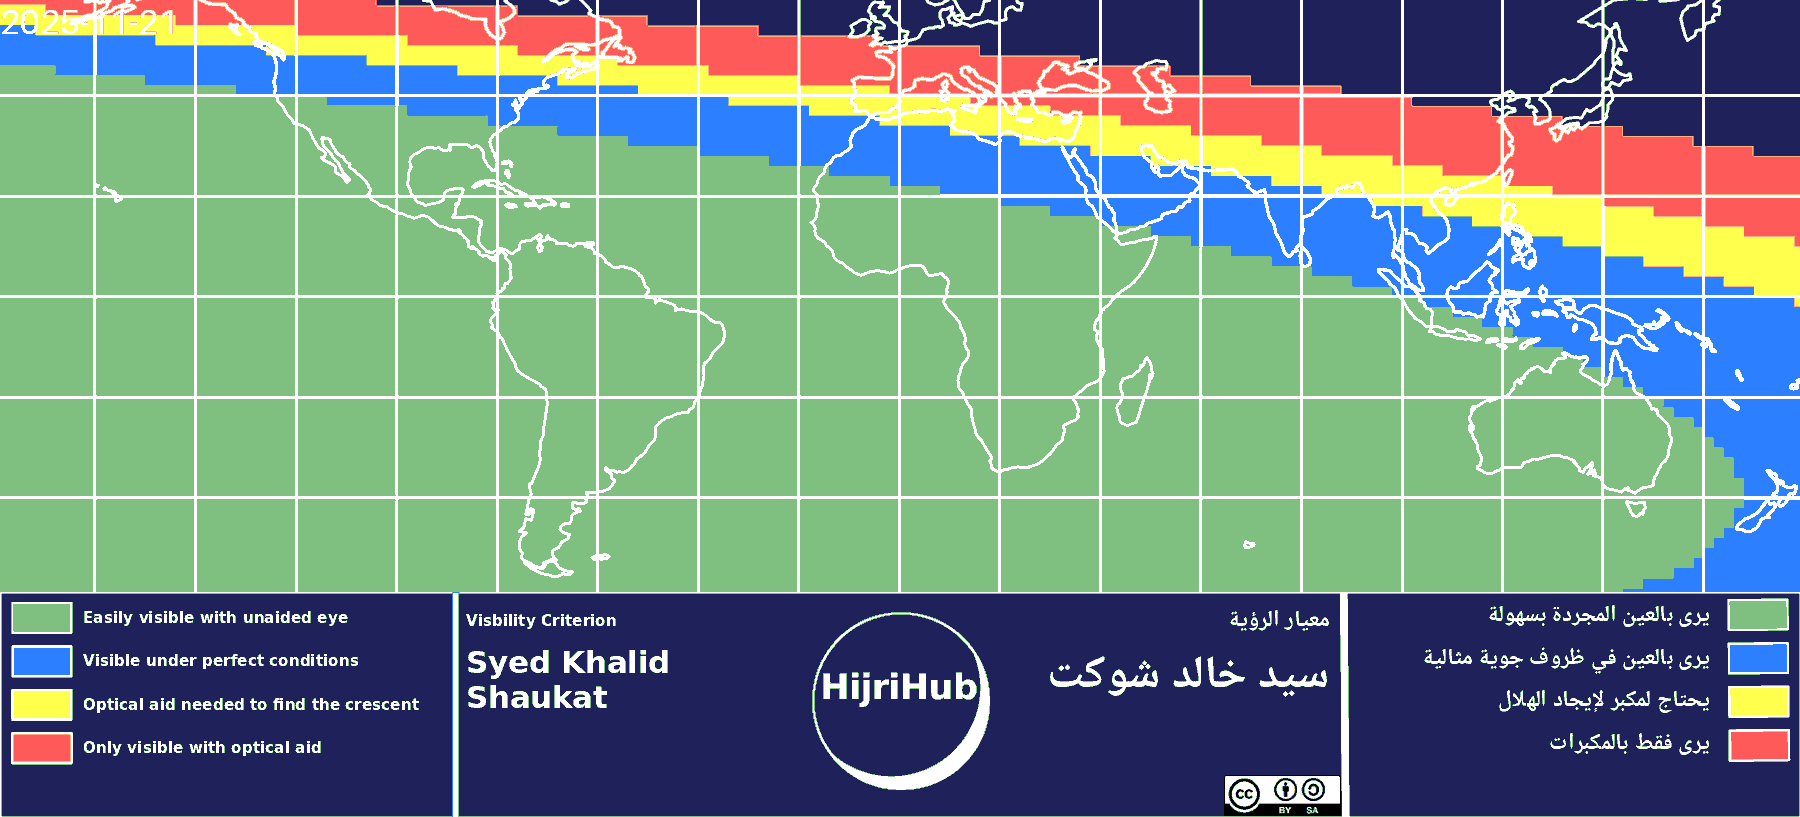 2025-11-21
Easily visible with unaided eye
Visible under perfect conditions
Optical aid needed to find the crescent
Only visible with optical aid
Visbility Criterion
Syed Khalid
Shaukat
HijriHub
معيار الرؤية
سيد خالد شوكت
cc
BY SA
يرى بالعين المجردة بسهولة
يرى بالعين في ظروف جوية مثالية
يحتاج لمكبر لإيجاد الهلال
يرى فقط بالمكبرات